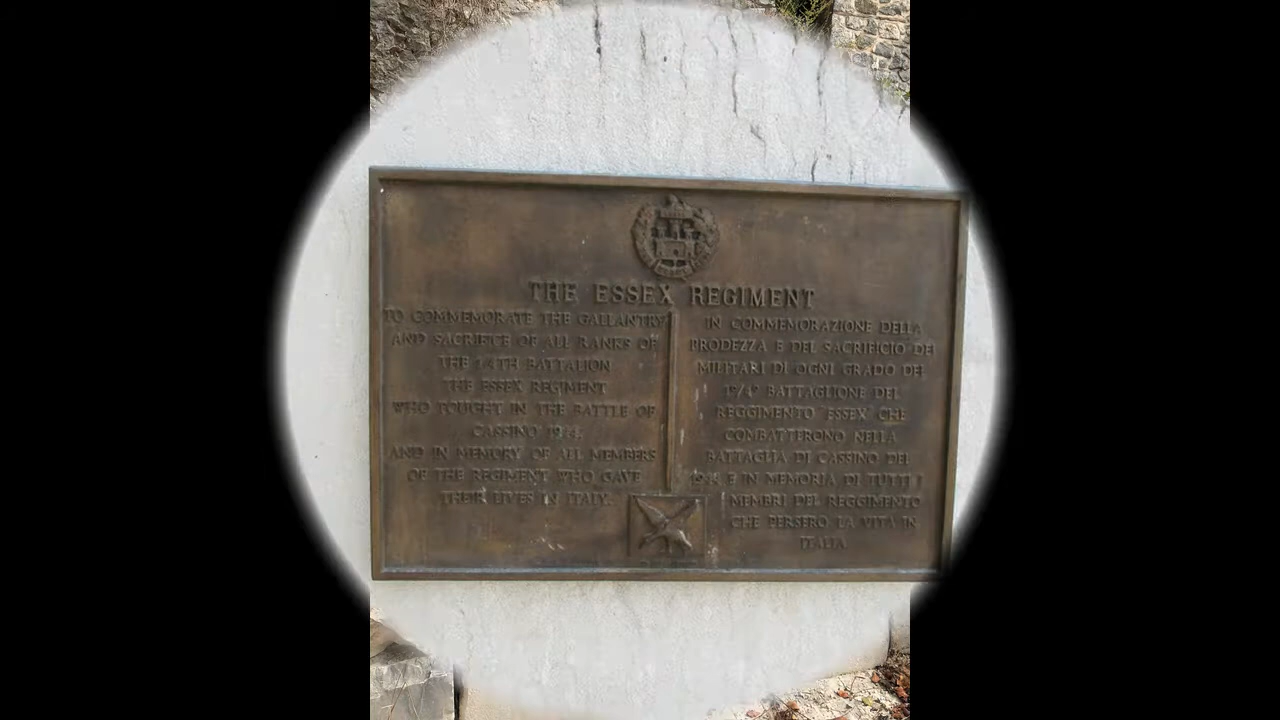 THE ESSEX REGIMENT
TO COMMEMORATE THE GALLANTRY
AND SACRIFICE OF ALL RANKS OF
THE 1/4TH BATTALION
THE ESSEX REGIMENT
WHO FOUGHT IN THE BATTLE OF
CASSINO 1944.
AND IN MEMORY OF ALL MEMBERS
OF THE REGIMENT WHO GAVE
THEIR LIVES IN ITALY.
IN COMMEMORAZIONE DELLA
PRODEZZA E DEL SACRIFICIO DEI
MILITARI DI OGNI GRADO DEL
1º/4º BATTAGLIONE DEL
REGGIMENTO "ESSEX" CHE
COMBATTERONO NELLA
BATTAGLIA DI CASSINO DEL
1944, E IN MEMORIA DI TUTTI I
MEMBRI DEL REGGIMENTO
CHE PERSERO LA VITA IN
ITALIA.